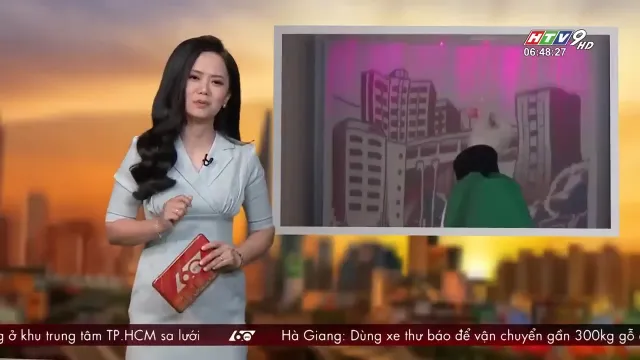 HTV9 HD
06:48:27
g ở khu trung tâm TP.HCM sa lưới
60
Hà Giang: Dùng xe thư báo để vận chuyển gần 300kg gỗ